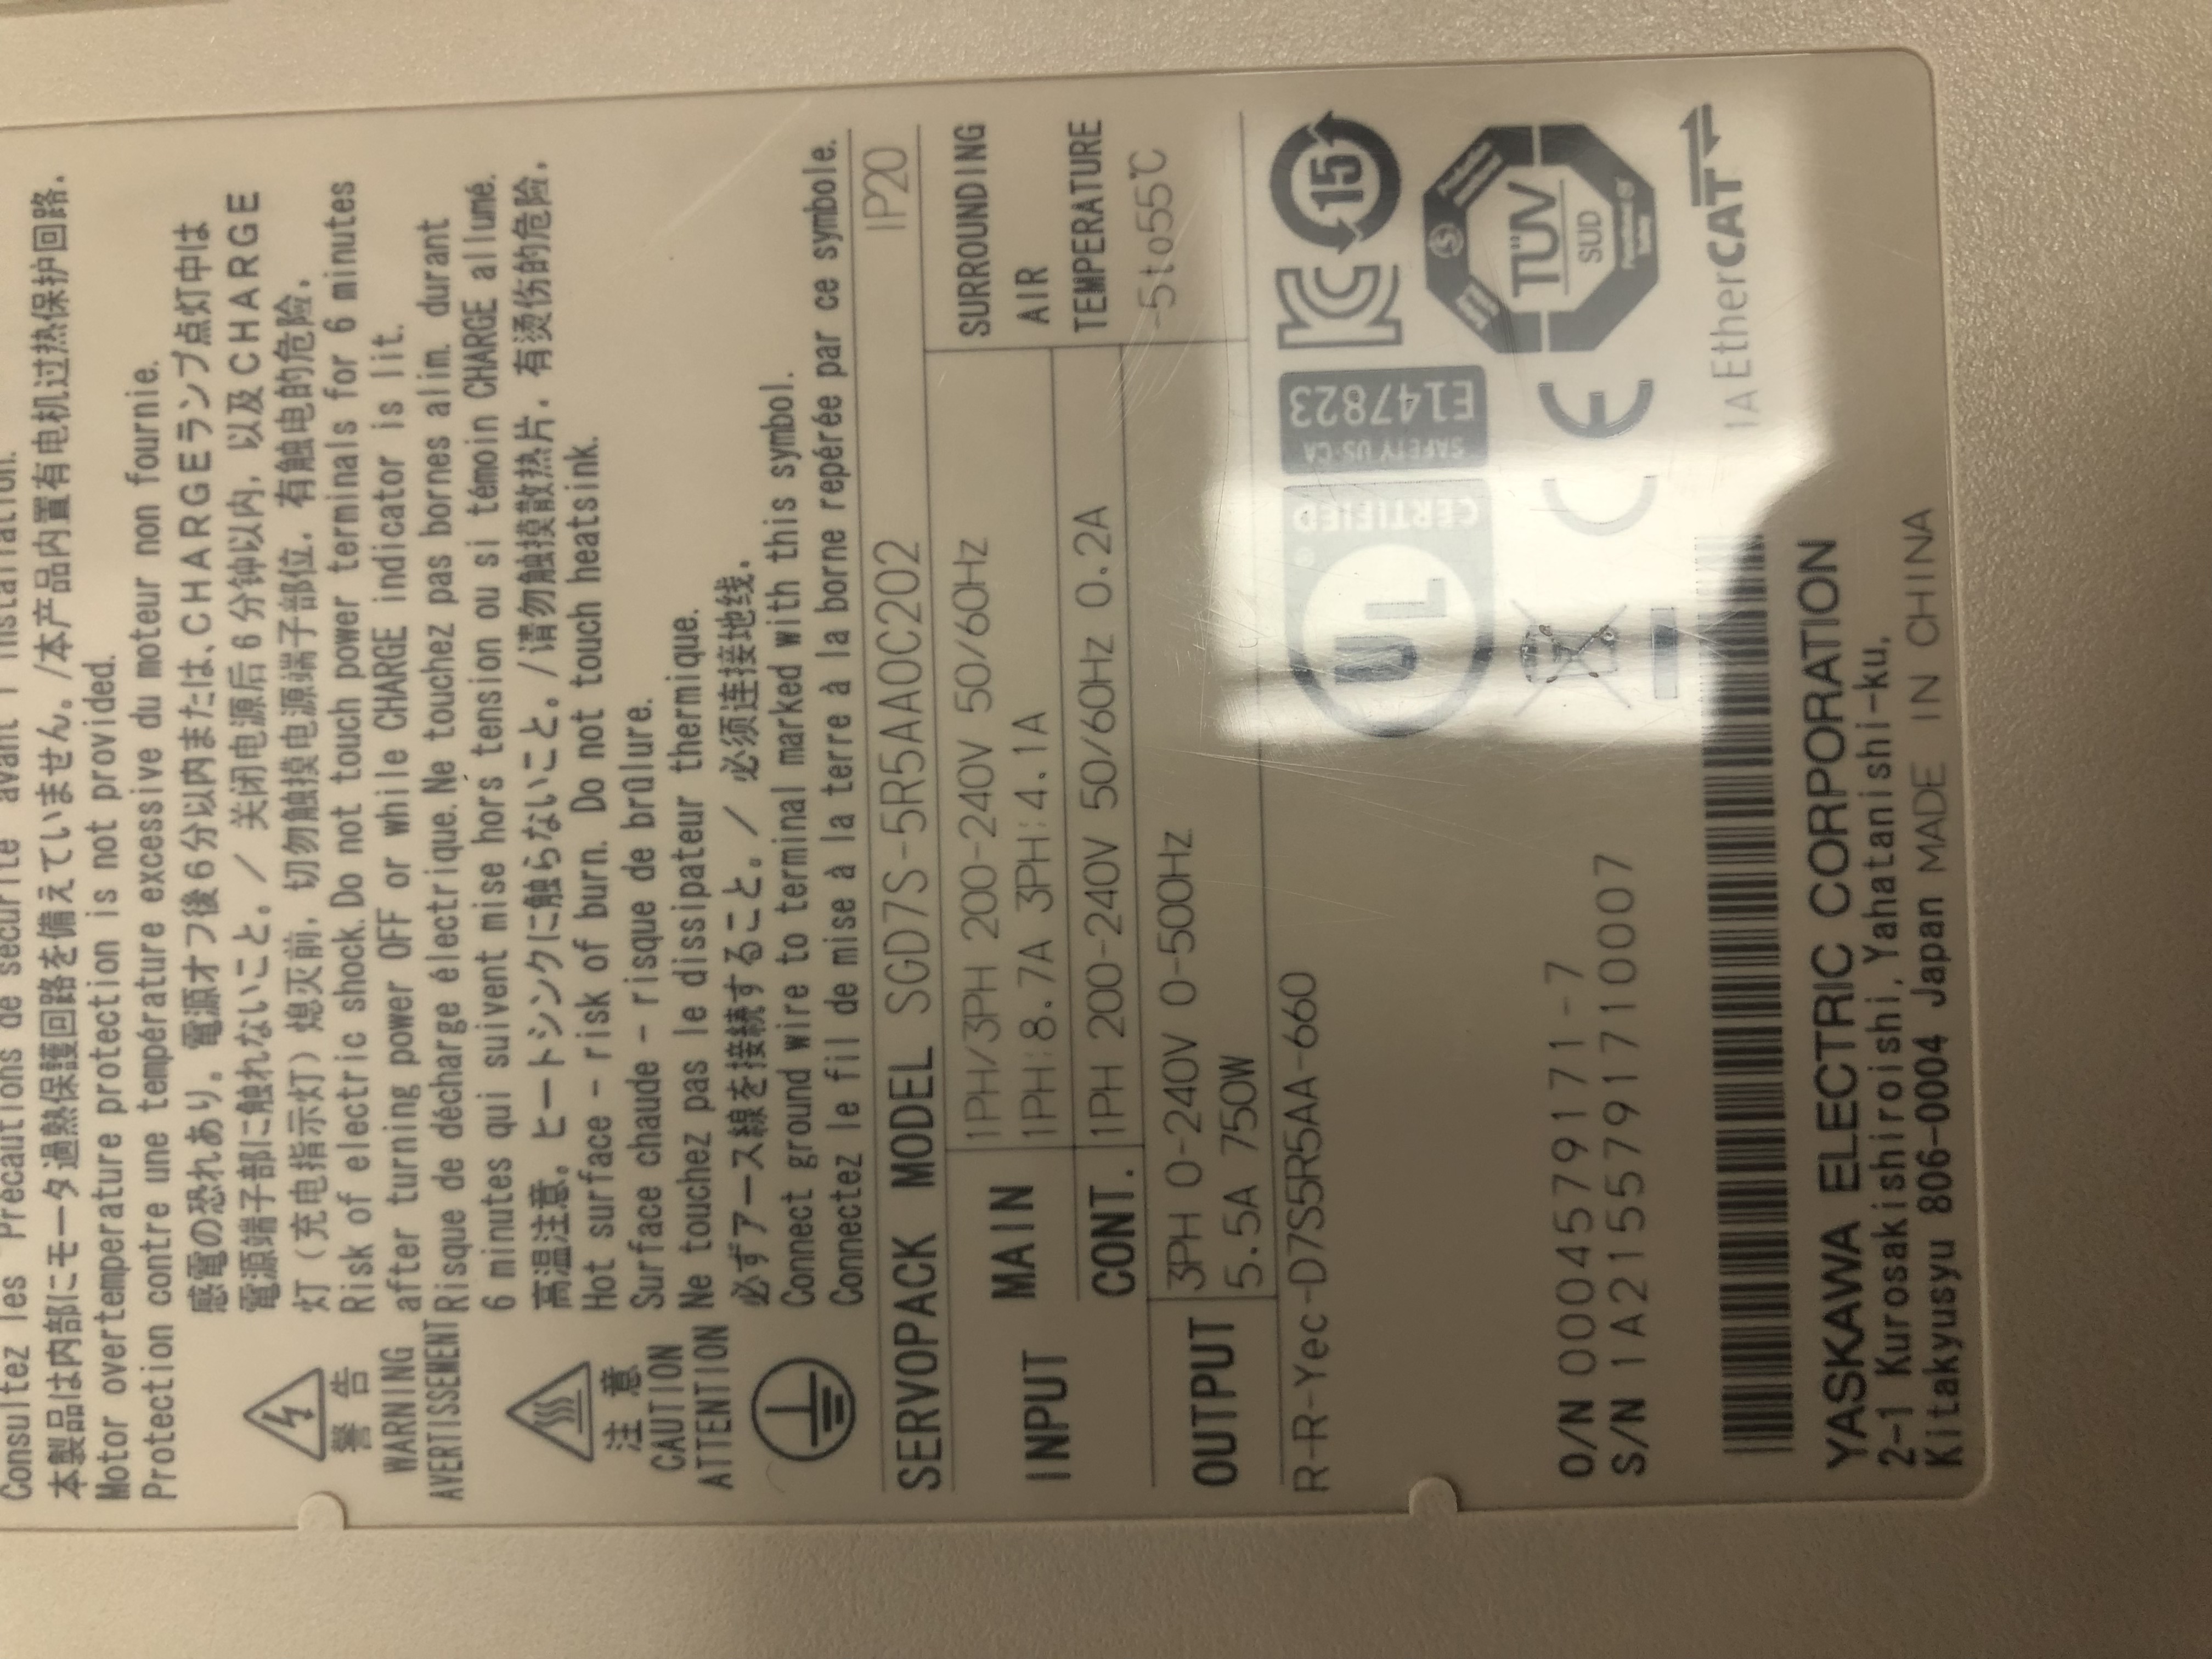 Consultez les Précautions de sécurité avant l'installation.
本製品は内部にモータ過熱保護回路を備えていません。/本产品内置有电机过热保护回路.
Motor overtemperature protection is not provided.
Protection contre une température excessive du moteur non fournie.
警告
WARNING
AVERTISSEMENT
感電の恐れあり。電源オフ後6分以内または、CHARGEランプ点灯中は
電源端子部に触れないこと。/ 关闭电源后6分钟以内, 以及CHARGE
灯(充电指示灯)熄灭前, 切勿触摸电源端子部位, 有触电的危险.
Risk of electric shock. Do not touch power terminals for 6 minutes
after turning power OFF or while CHARGE indicator is lit.
Risque de décharge électrique. Ne touchez pas bornes alim. durant
6 minutes qui suivent mise hors tension ou si témoin CHARGE allumé.
注意
CAUTION
ATTENTION
高温注意。ヒートシンクに触らないこと。/请勿触摸散热片, 有烫伤的危险.
Hot surface - risk of burn. Do not touch heatsink.
Surface chaude - risque de brûlure.
Ne touchez pas le dissipateur thermique.
必ずアース線を接続すること。/ 必须连接地线.
Connect ground wire to terminal marked with this symbol.
Connectez le fil de mise à la terre à la borne repérée par ce symbole.
SERVOPACK MODEL SGD7S-5R5AA0C202 IP20
INPUT MAIN 1PH/3PH 200-240V 50/60Hz
1PH:8.7A 3PH:4.1A
CONT. 1PH 200-240V 50/60Hz 0.2A
SURROUNDING
AIR
TEMPERATURE
-5to55℃
OUTPUT 3PH 0-240V 0-500Hz
5.5A 750W
R-R-Yec-D7S5R5AA-660
UL
CERTIFIED
®
SAFETY US-CA
E147823
15
CE
TÜV
SÜD
1A EtherCAT
O/N 00045791 71-7
S/N 1A21557917 10007
YASKAWA ELECTRIC CORPORATION
2-1 Kurosakishiroishi, Yahatanishi-ku,
Kitakyusyu 806-0004 Japan MADE IN CHINA